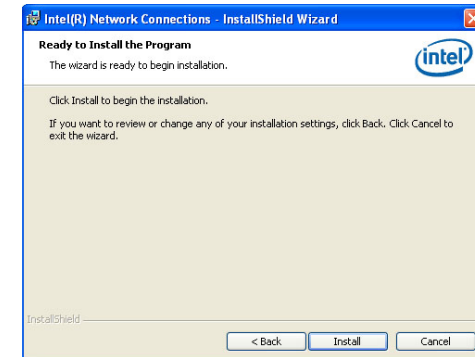 Intel(R) Network Connections - InstallShield Wizard
Ready to Install the Program
The wizard is ready to begin installation.
intel
Click Install to begin the installation.
If you want to review or change any of your installation settings, click Back. Click Cancel to
exit the wizard.
InstallShield
< Back Install Cancel